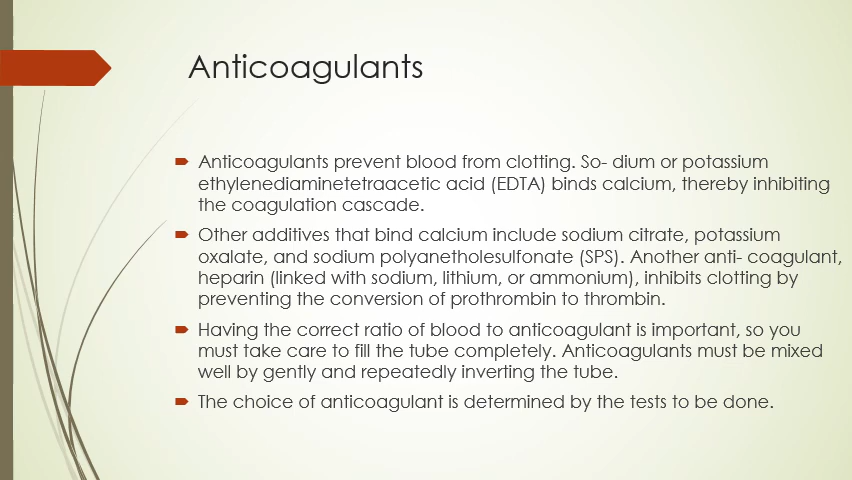 Anticoagulants
Anticoagulants prevent blood from clotting. So- dium or potassium
ethylenediaminetetraacetic acid (EDTA) binds calcium, thereby inhibiting
the coagulation cascade.
Other additives that bind calcium include sodium citrate, potassium
oxalate, and sodium polyanetholesulfonate (SPS). Another anti- coagulant,
heparin (linked with sodium, lithium, or ammonium), inhibits clotting by
preventing the conversion of prothrombin to thrombin.
Having the correct ratio of blood to anticoagulant is important, so you
must take care to fill the tube completely. Anticoagulants must be mixed
well by gently and repeatedly inverting the tube.
The choice of anticoagulant is determined by the tests to be done.